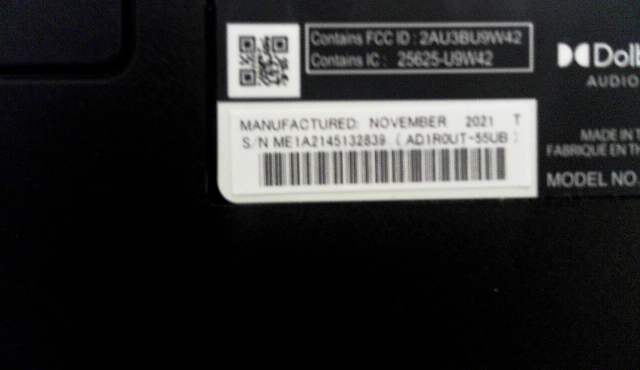 Contains FCC ID : 2AU3BU9W42
Contains IC : 25625-U9W42
Dolb
AUDIO
MANUFACTURED: NOVEMBER 2021 T
S/N ME1A2145132839 ( AD1R0UT-55UB )
MADE IN
FABRIQUE EN TH
MODEL NO.